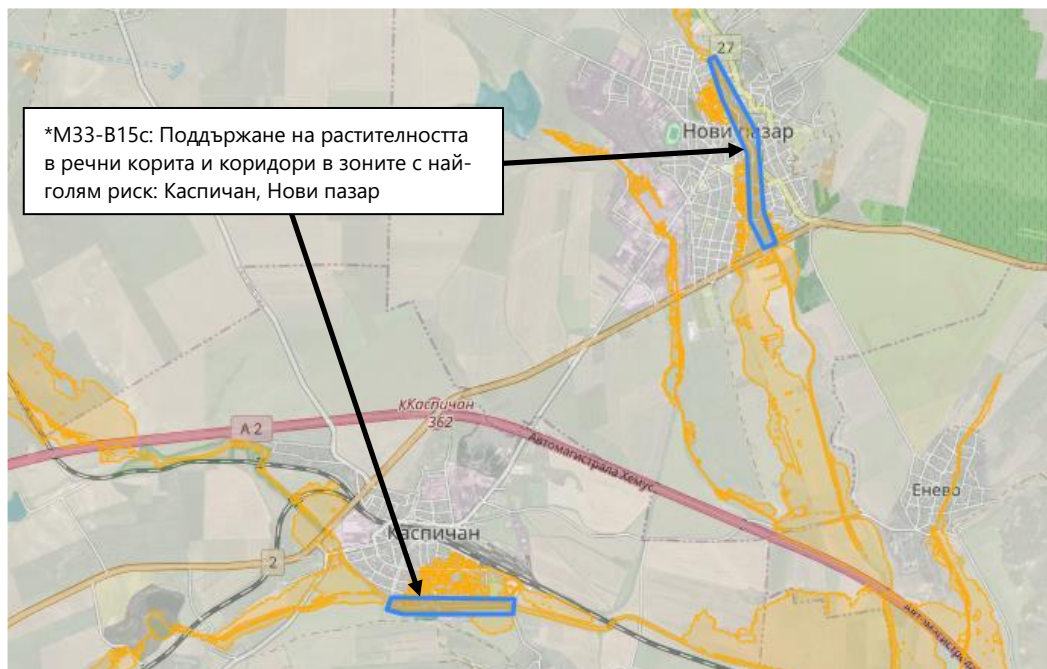 27
*М33-В15с: Поддържане на растителността
в речни корита и коридори в зоните с най-
голям риск: Каспичан, Нови пазар
Нови пазар
ККаспичан
362
А 2
Автомагистрала Хемус
Енево
Каспичан
2